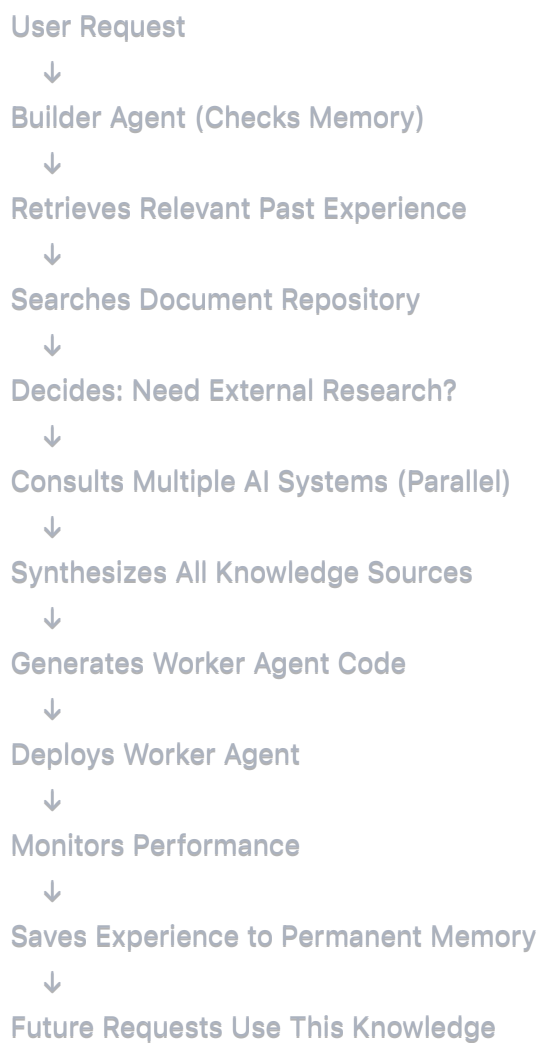 User Request
↓
Builder Agent (Checks Memory)
↓
Retrieves Relevant Past Experience
↓
Searches Document Repository
↓
Decides: Need External Research?
↓
Consults Multiple AI Systems (Parallel)
↓
Synthesizes All Knowledge Sources
↓
Generates Worker Agent Code
↓
Deploys Worker Agent
↓
Monitors Performance
↓
Saves Experience to Permanent Memory
↓
Future Requests Use This Knowledge